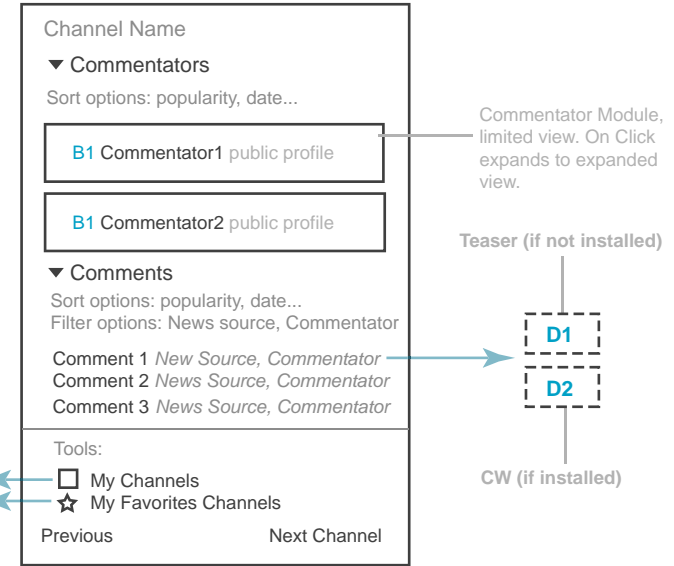 Channel Name
▼ Commentators
Sort options: popularity, date...
B1 Commentator1 public profile
B1 Commentator2 public profile
▼ Comments
Sort options: popularity, date...
Filter options: News source, Commentator
Comment 1 New Source, Commentator
Comment 2 News Source, Commentator
Comment 3 News Source, Commentator
Tools:
My Channels
My Favorites Channels
Previous Next Channel
Commentator Module,
limited view. On Click
expands to expanded
view.
Teaser (if not installed)
D1
D2
CW (if installed)